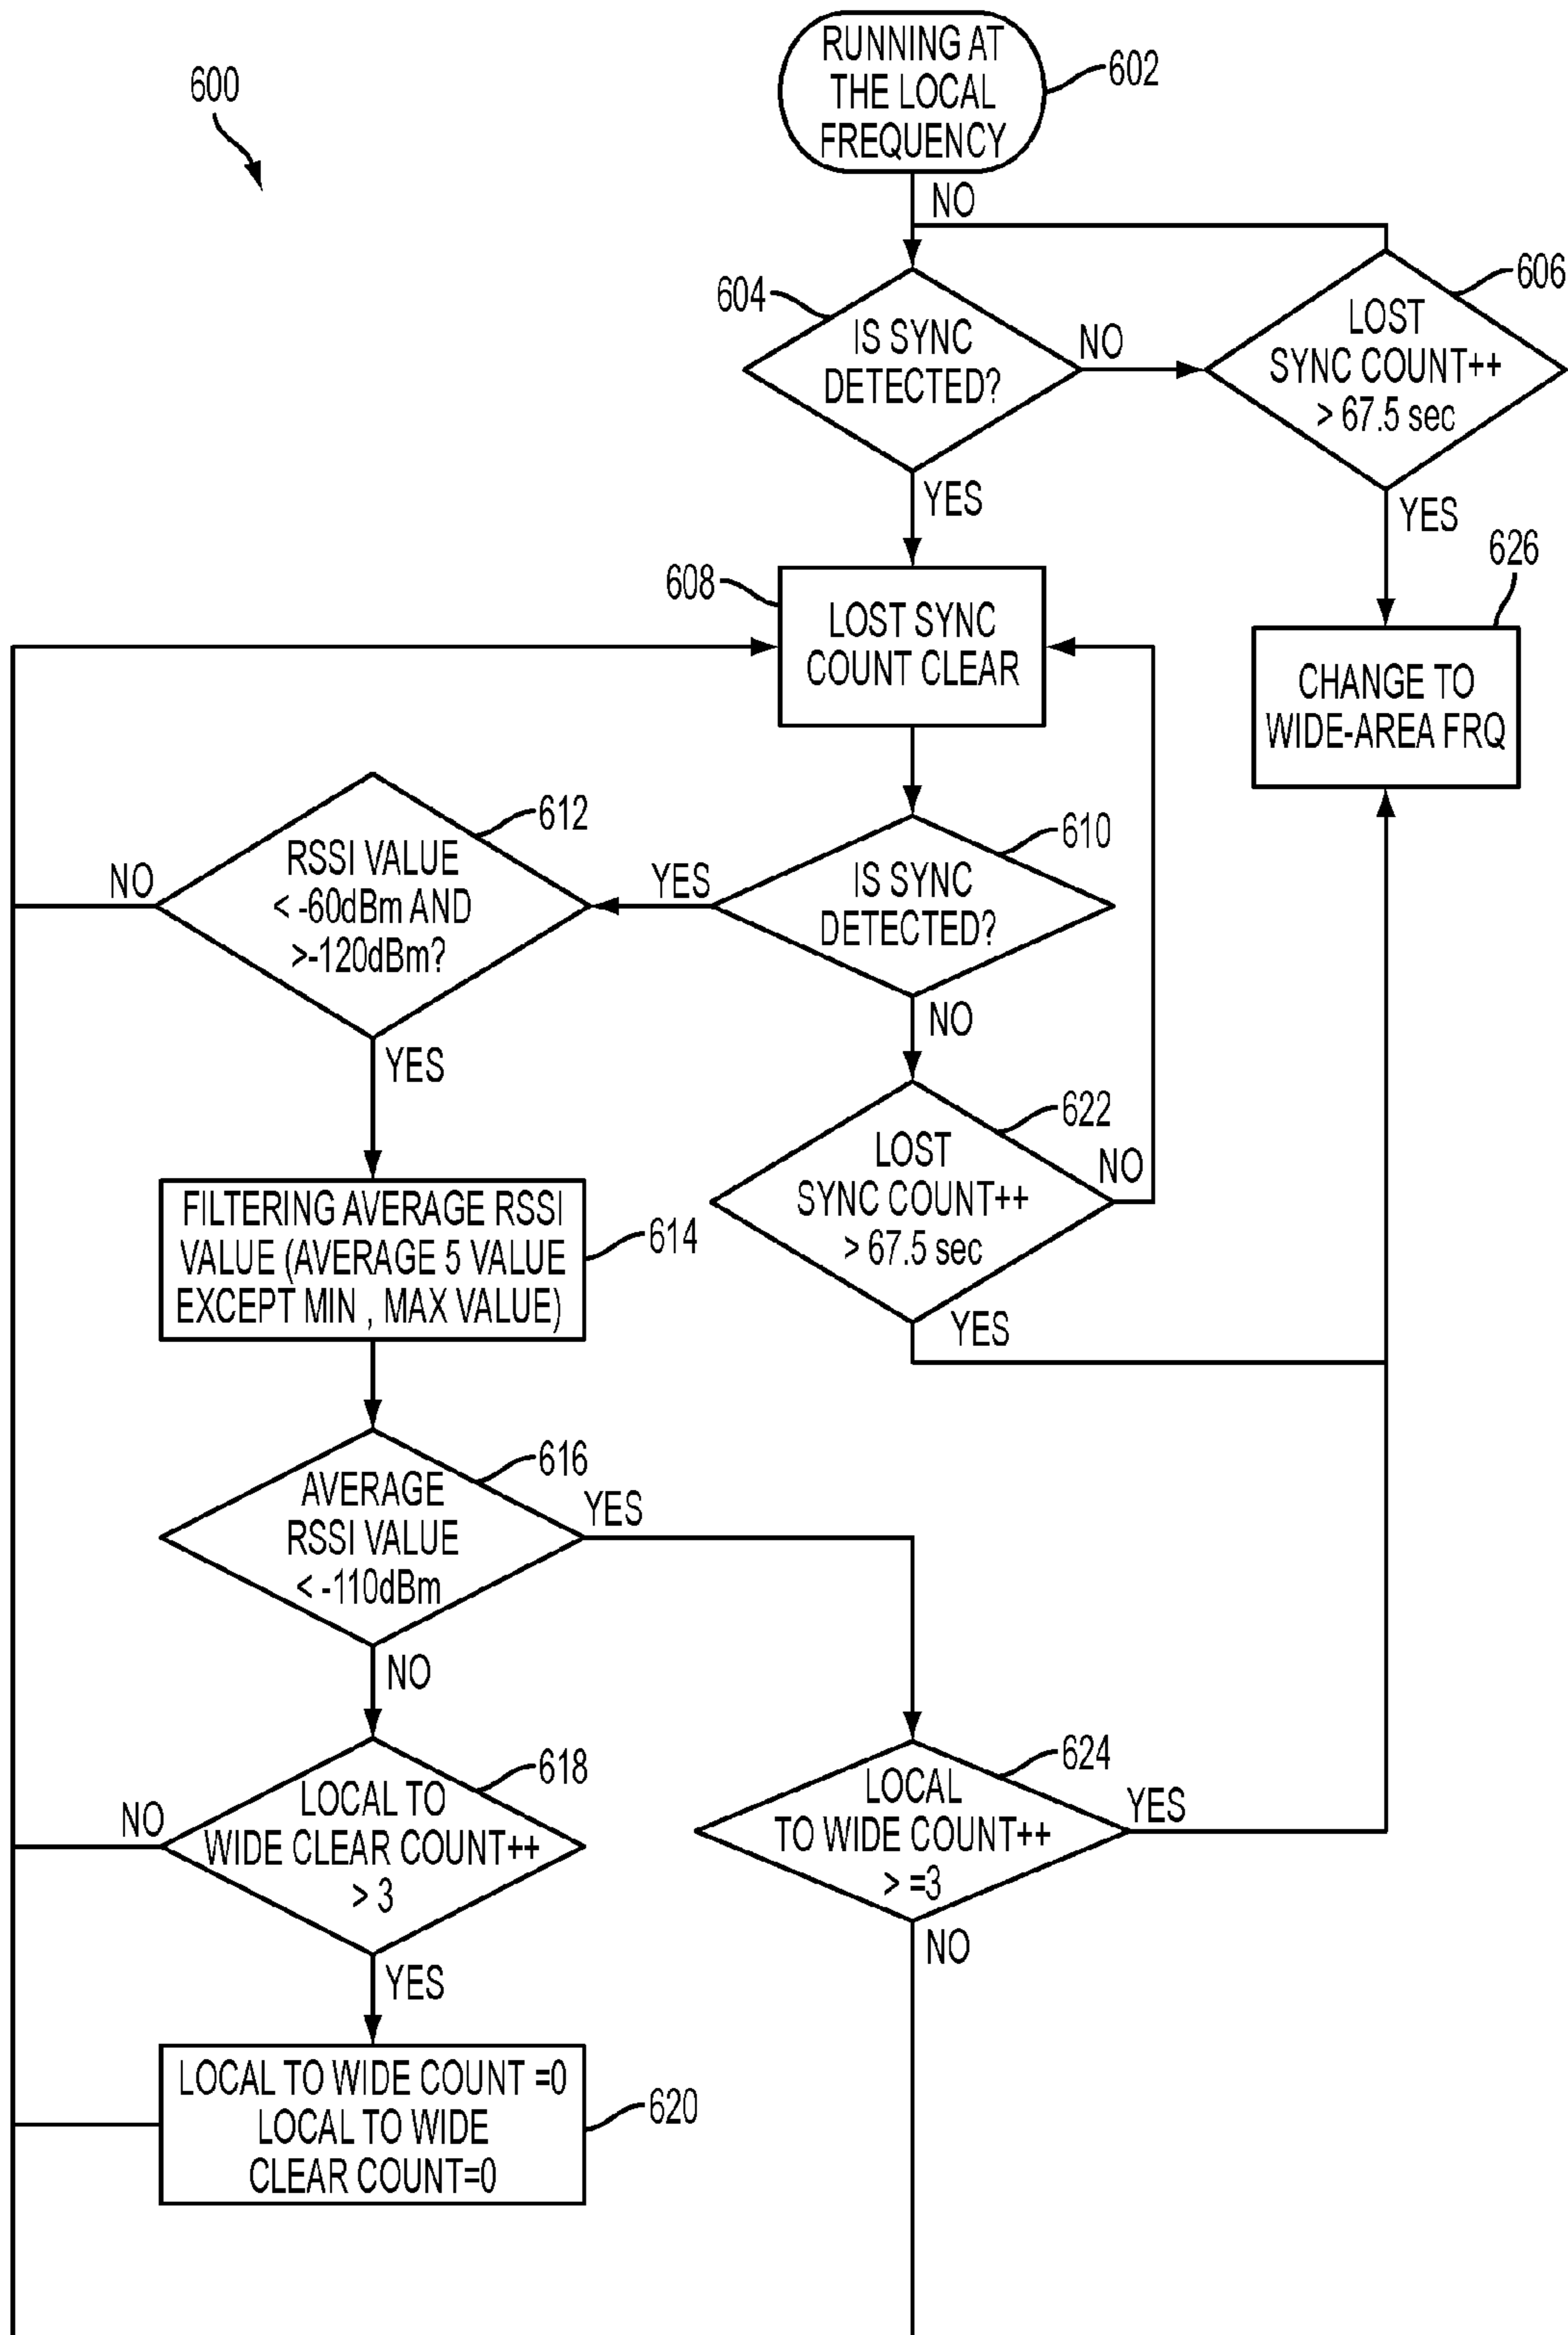 600
RUNNING AT
THE LOCAL
FREQUENCY
602
NO
604
IS SYNC
DETECTED?
NO
606
LOST
SYNC COUNT++
> 67.5 sec
YES
YES
608
LOST SYNC
COUNT CLEAR
626
CHANGE TO
WIDE-AREA FRQ
612
RSSI VALUE
< -60dBm AND
>-120dBm?
NO
YES
610
IS SYNC
DETECTED?
YES
NO
622
LOST
SYNC COUNT++
> 67.5 sec
NO
YES
FILTERING AVERAGE RSSI
VALUE (AVERAGE 5 VALUE
EXCEPT MIN , MAX VALUE)
614
616
AVERAGE
RSSI VALUE
< -110dBm
YES
NO
618
LOCAL TO
WIDE CLEAR COUNT++
> 3
NO
YES
624
LOCAL
TO WIDE COUNT++
> =3
YES
NO
LOCAL TO WIDE COUNT =0
LOCAL TO WIDE
CLEAR COUNT=0
620